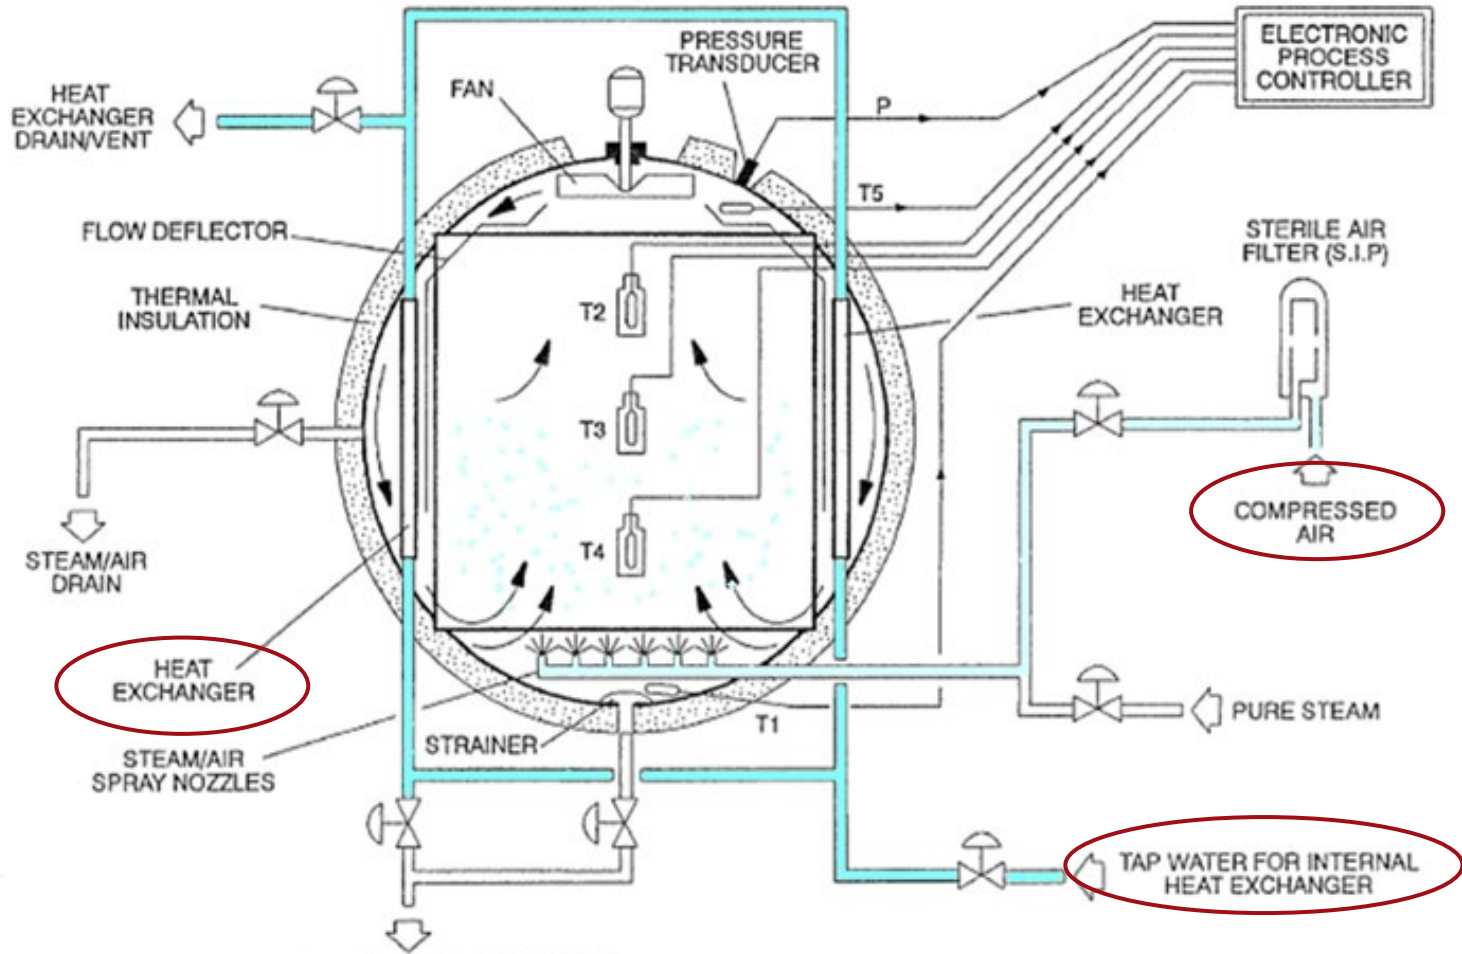 PRESSURE
TRANSDUCER
ELECTRONIC
PROCESS
CONTROLLER
HEAT
EXCHANGER
DRAIN/VENT
FAN
P
T5
FLOW DEFLECTOR
STERILE AIR
FILTER (S.I.P)
THERMAL
INSULATION
T2
HEAT
EXCHANGER
T3
COMPRESSED
AIR
STEAM/AIR
DRAIN
T4
HEAT
EXCHANGER
PURE STEAM
T1
STRAINER
STEAM/AIR
SPRAY NOZZLES
TAP WATER FOR INTERNAL
HEAT EXCHANGER